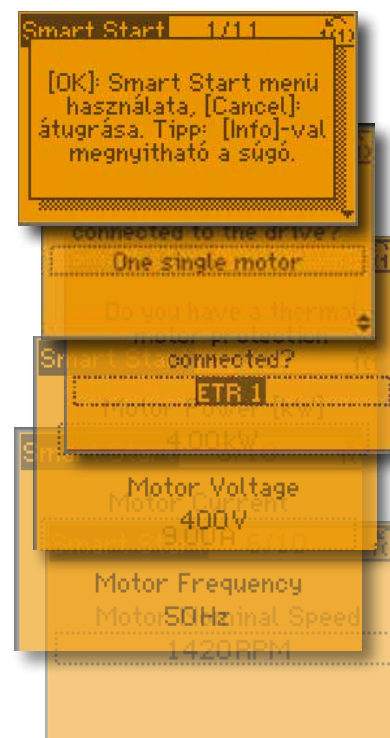 Smart Start 1/11 1(1)
[OK]: Smart Start menü
használata, [Cancel]:
átugrása. Tipp: [Info]-val
megnyitható a súgó.
connected to the drive?
One single motor
Do you have a thermal
motor protection
connected?
ETR 1
Motor Power [kW]
4.00KW
Motor Voltage
Motor Current
400V
9.00A
Motor Frequency
50Hz
Motor Nominal Speed
1420RPM